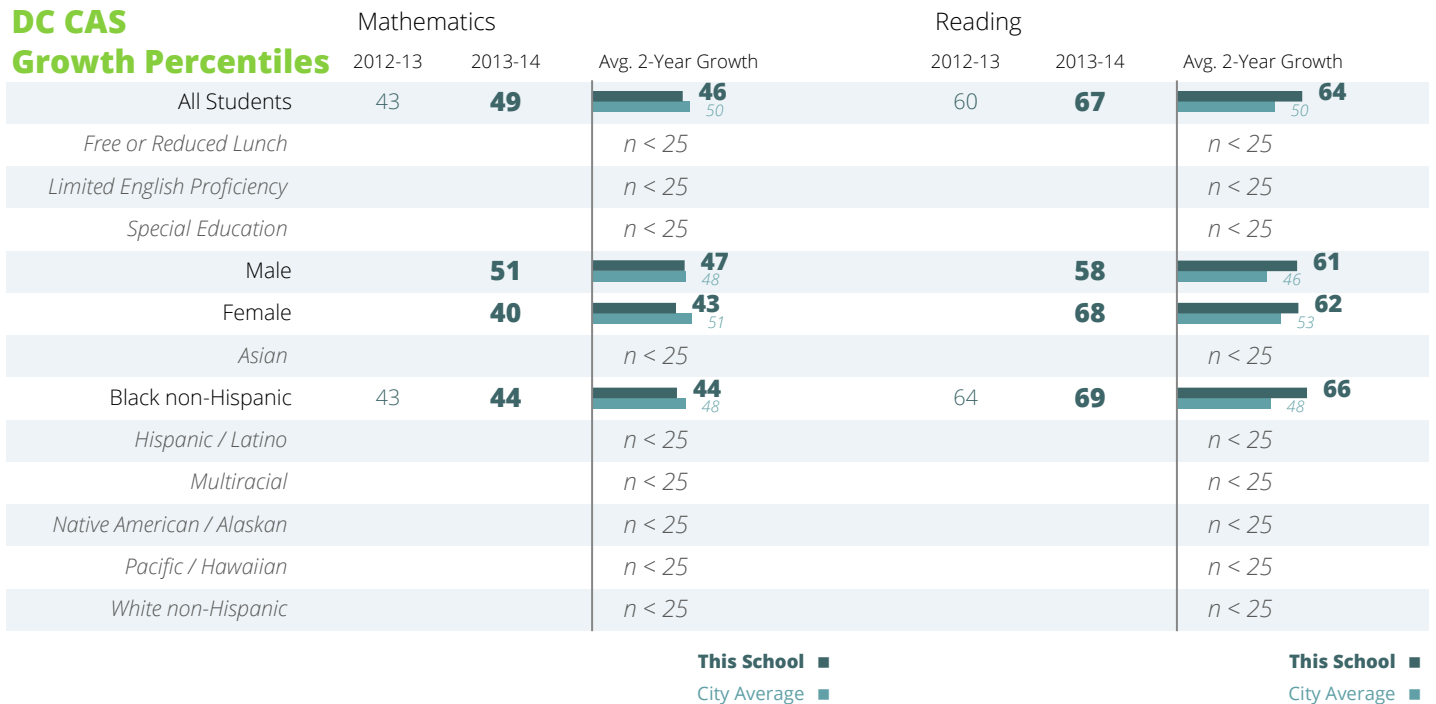 DC CAS
Growth Percentiles
Mathematics Reading
2012-13 2013-14 Avg. 2-Year Growth 2012-13 2013-14 Avg. 2-Year Growth
All Students 43 49 46 50 60 67 64 50
Free or Reduced Lunch n < 25 n < 25
Limited English Proficiency n < 25 n < 25
Special Education n < 25 n < 25
Male 51 47 48 58 61 46
Female 40 43 51 68 62 53
Asian n < 25 n < 25
Black non-Hispanic 43 44 44 48 64 69 66 48
Hispanic / Latino n < 25 n < 25
Multiracial n < 25 n < 25
Native American / Alaskan n < 25 n < 25
Pacific / Hawaiian n < 25 n < 25
White non-Hispanic n < 25 n < 25
This School This School
City Average City Average